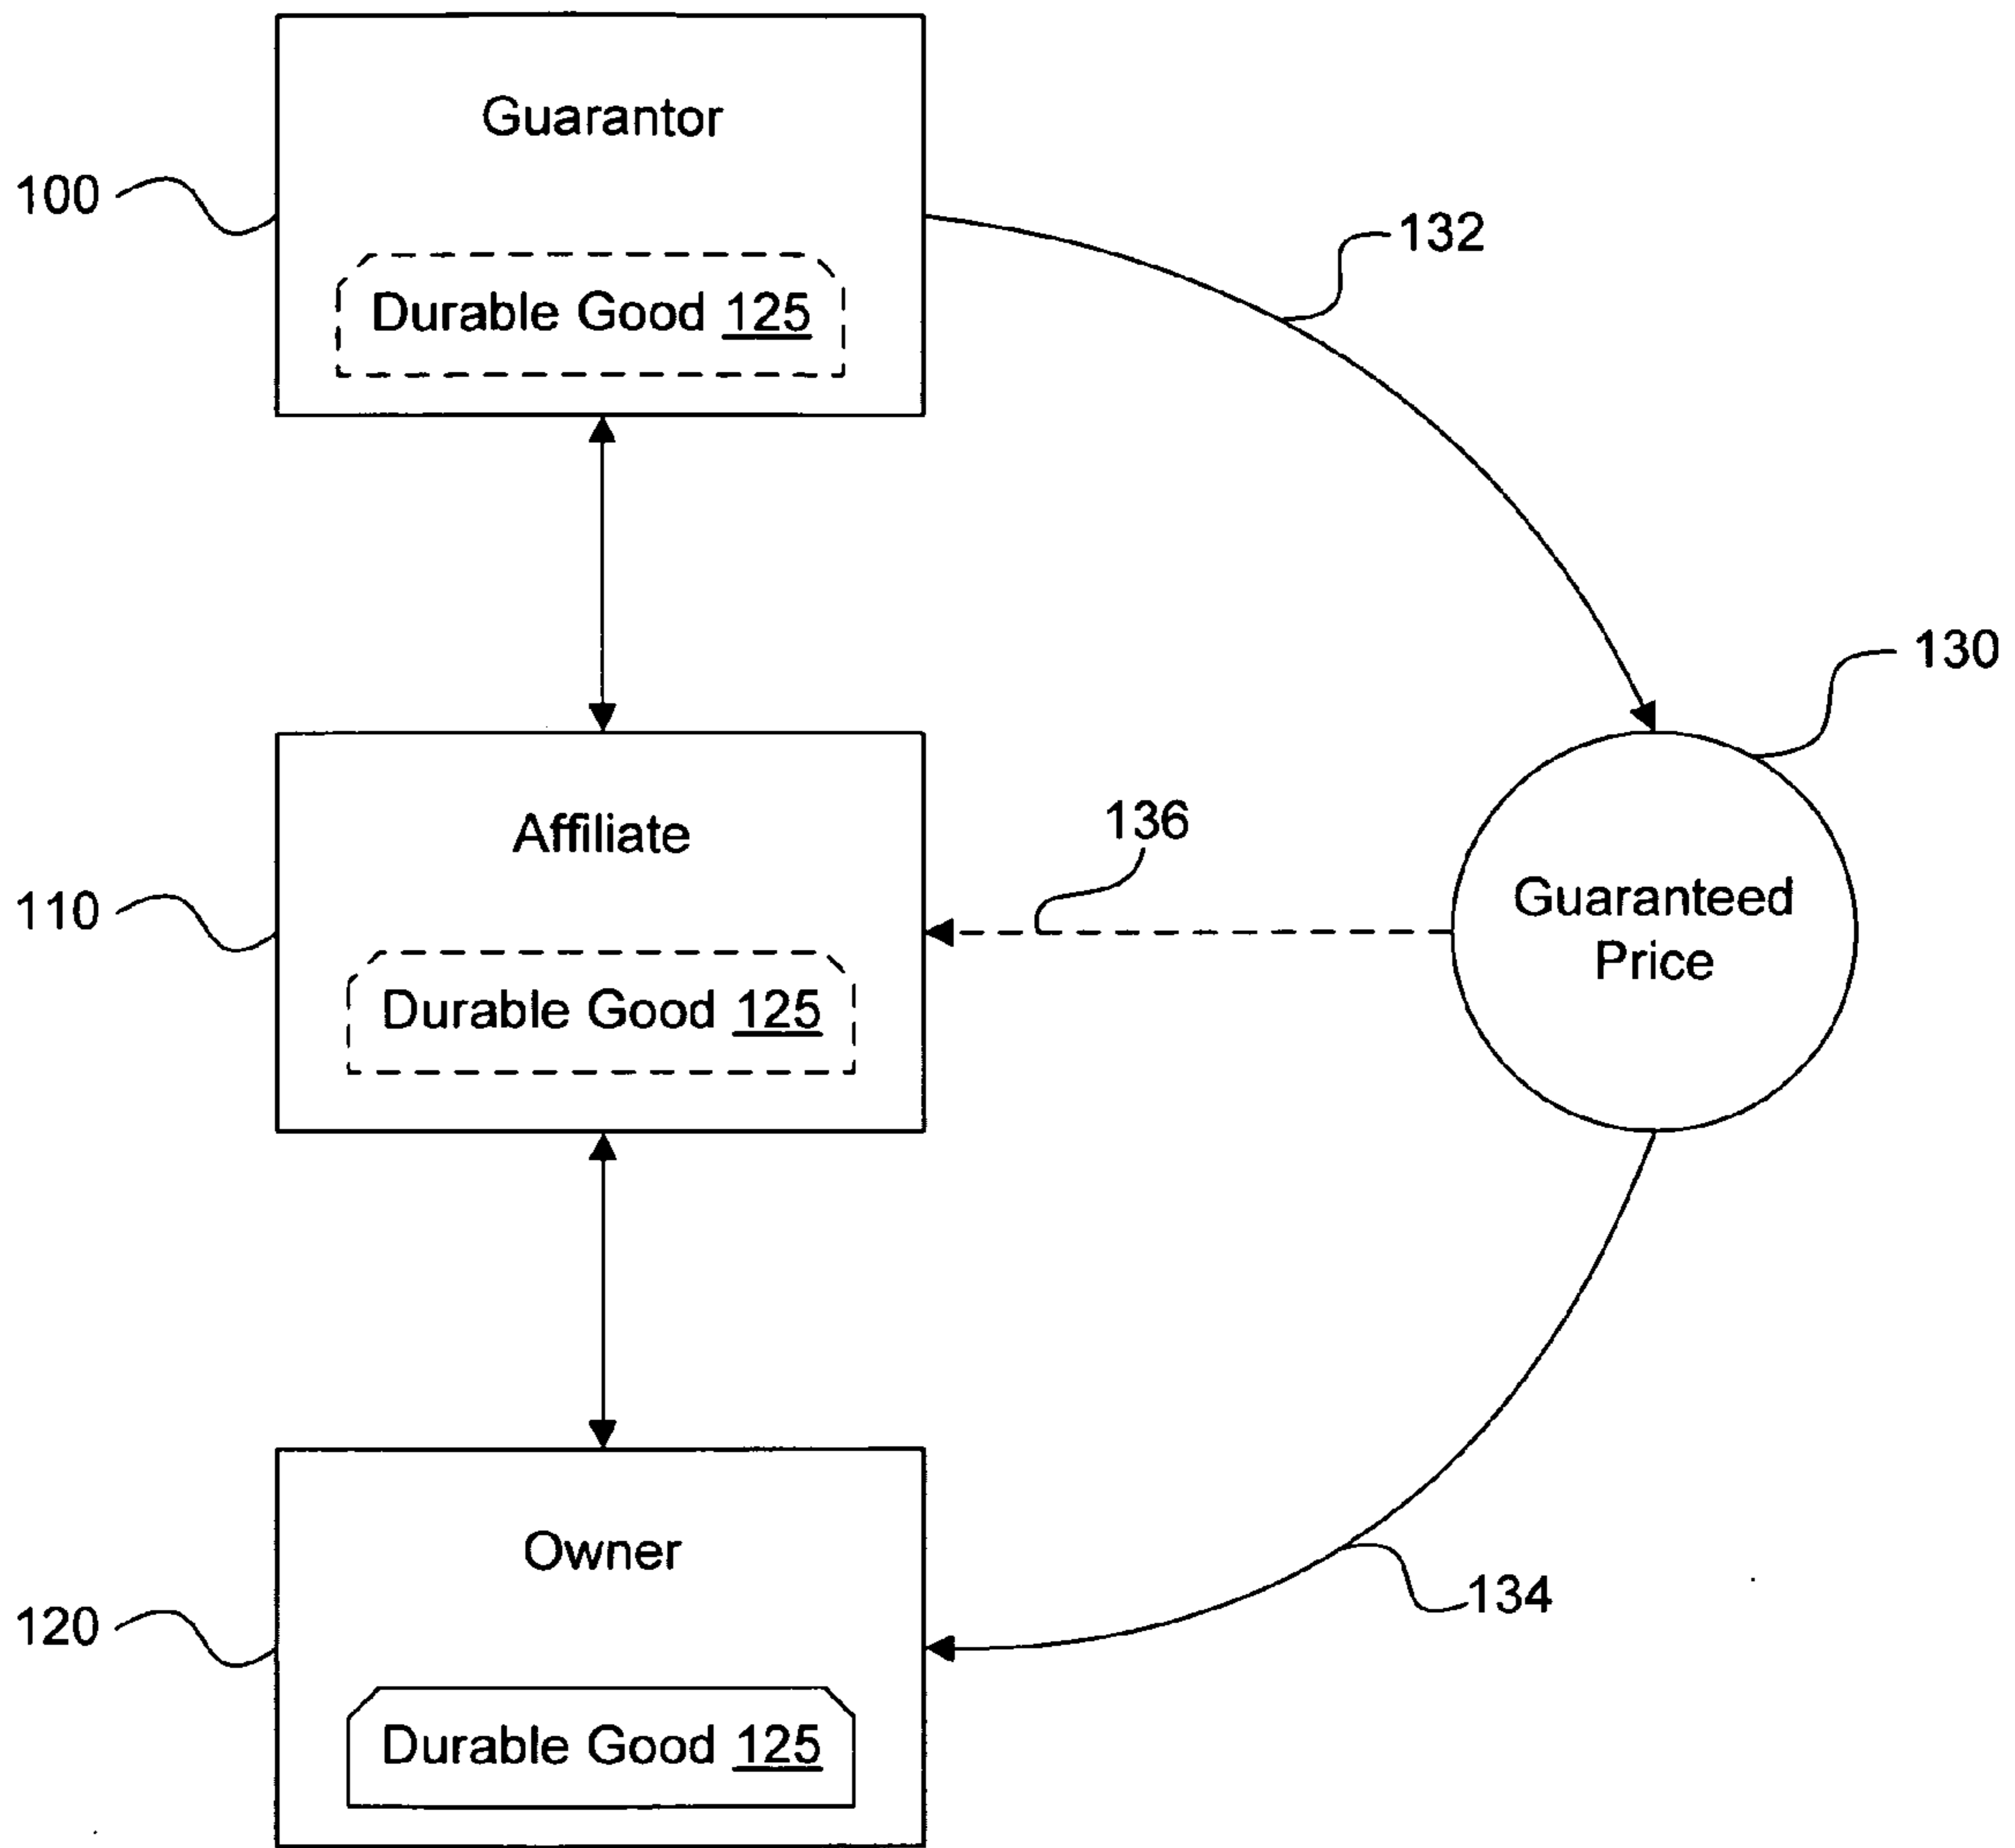 Guarantor
100
132
Durable Good 125
130
136
Affiliate
110
Guaranteed
Price
Durable Good 125
Owner
134
120
Durable Good 125